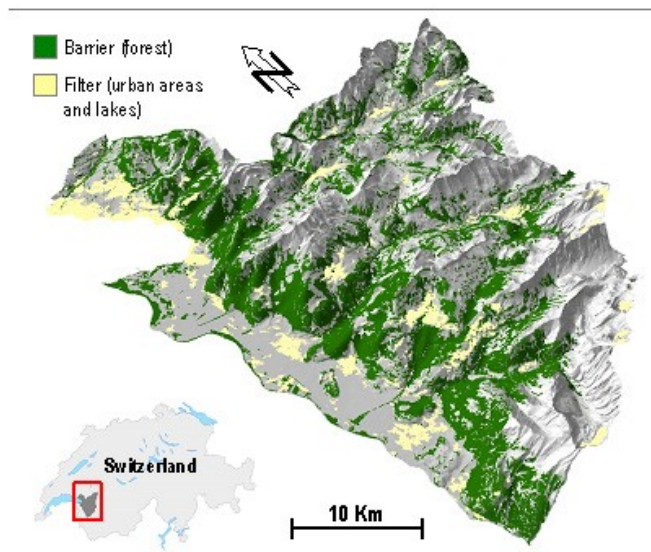 Barrier (forest)
Filter (urban areas
and lakes)
N
Switzerland
10 Km